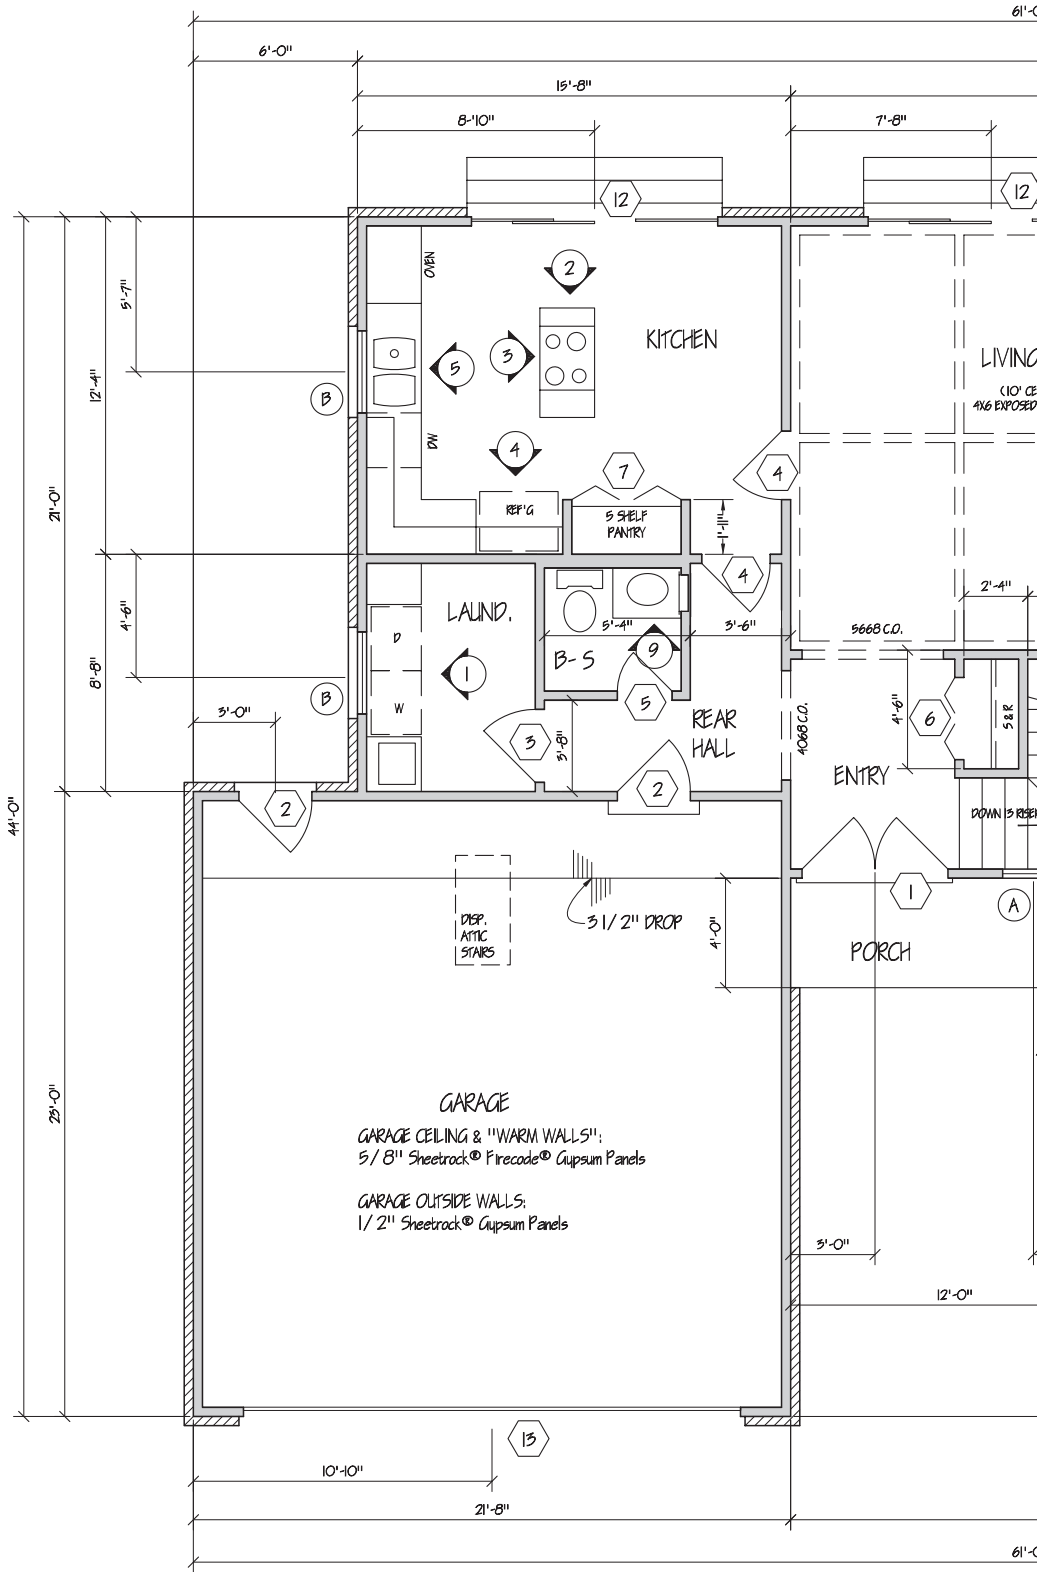 61'-0
6'-0"
15'-8"
8-'10"
7'-8"
12
12
OVEN
2
5'-7"
KITCHEN
3
5
LIVING
(10' CE
4X6 EXPOSED
12'-4"
B
DW
4
7
4
REF'G
5 SHELF
PANTRY
1'-11"
21'-0"
4
4'-6"
LAUND.
2'-4"
D
5'-4"
3'-6"
5668 C.O.
B-5
9
8'-8"
1
B
W
5
3'-0"
REAR
HALL
3
3'-8"
4068 C.O.
4'-6"
6
S & R
ENTRY
2
2
44'-0"
DOWN 13 RISE
1
A
DISP.
ATTIC
STAIRS
3 1/2" DROP
4'-0"
PORCH
23'-0"
GARAGE
GARAGE CEILING & "WARM WALLS":
5/8" Sheetrock® Firecode® Gypsum Panels
GARAGE OUTSIDE WALLS:
1/2" Sheetrock® Gypsum Panels
3'-0"
12'-0"
13
10'-10"
21'-8"
61'-0